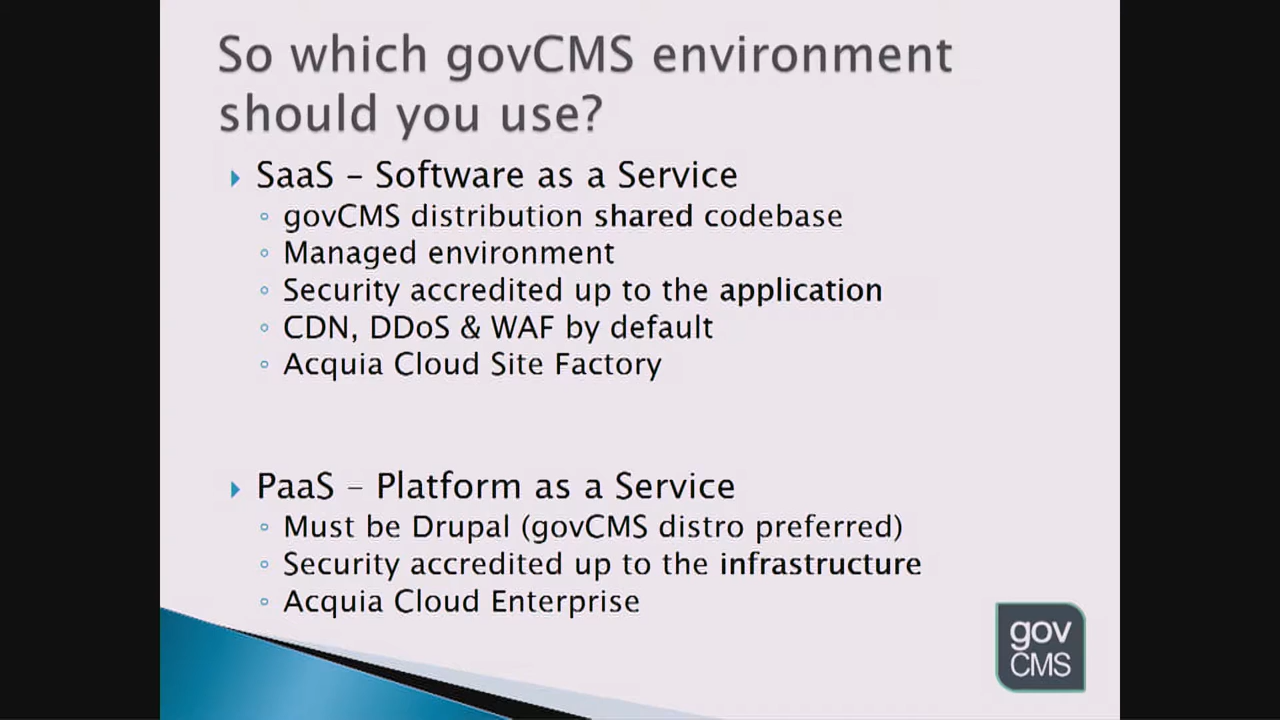 So which govCMS environment
should you use?
SaaS – Software as a Service
govCMS distribution shared codebase
Managed environment
Security accredited up to the application
CDN, DDoS & WAF by default
Acquia Cloud Site Factory
PaaS – Platform as a Service
Must be Drupal (govCMS distro preferred)
Security accredited up to the infrastructure
Acquia Cloud Enterprise
gov
CMS